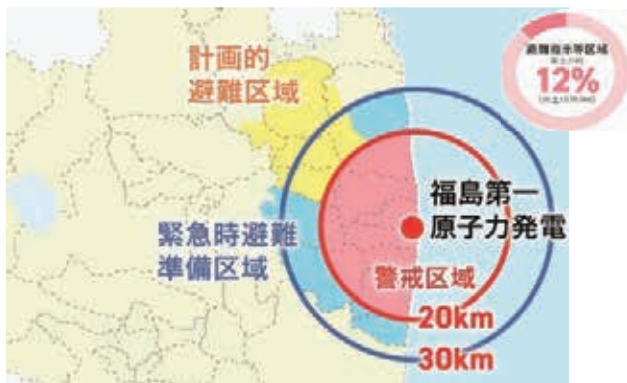 計画的
避難区域
避難指示等区域
12%
福島第一
原子力発電
緊急時避難
準備区域
警戒区域
20km
30km